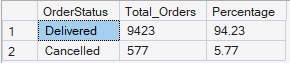 OrderStatus Total_Orders Percentage
1 Delivered 9423 94.23
2 Cancelled 577 5.77